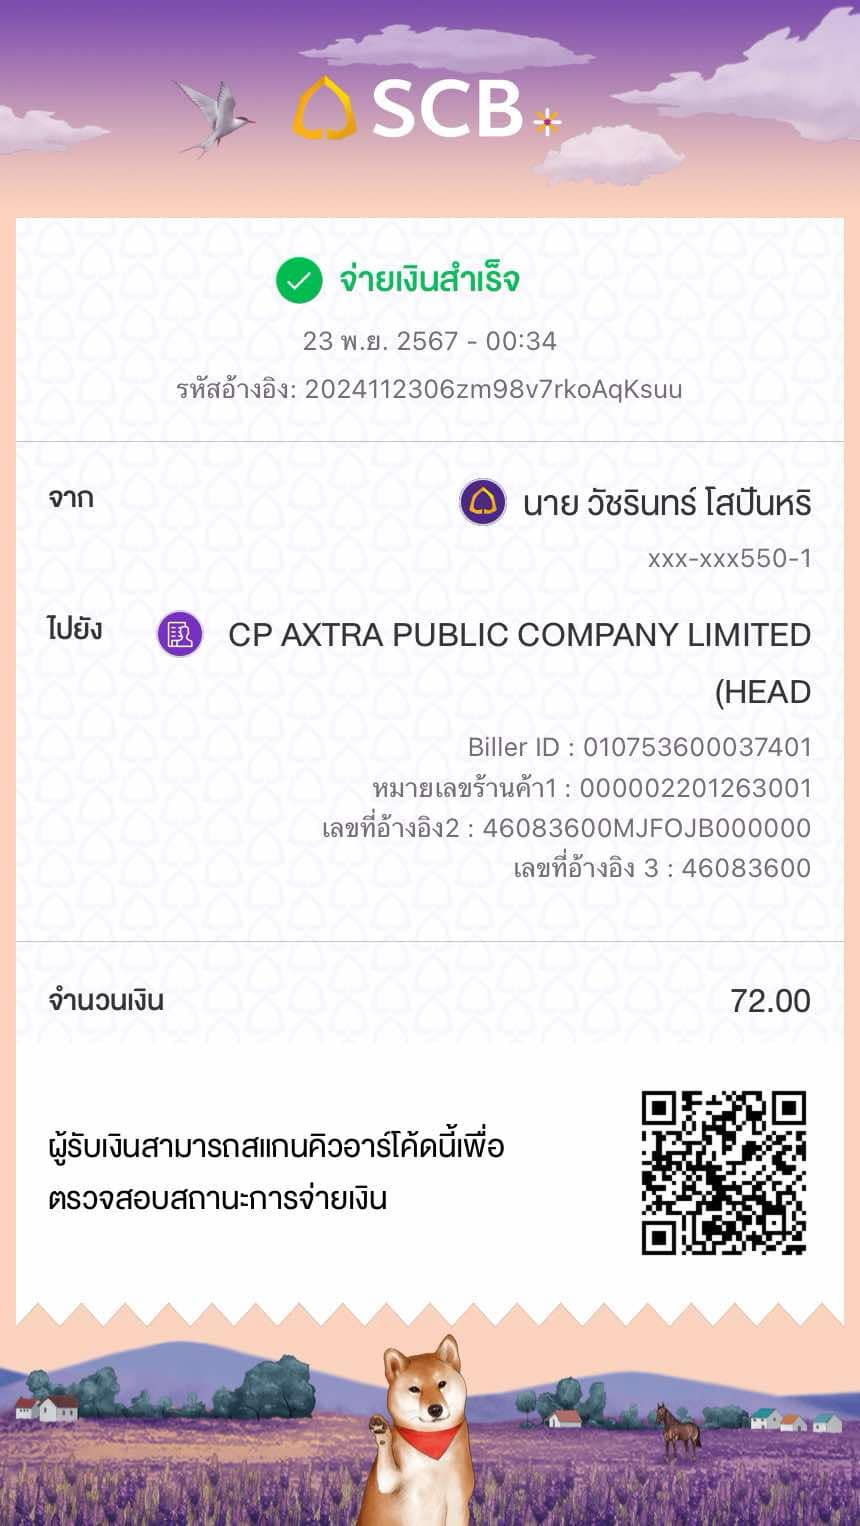 SCB
จ่ายเงินสำเร็จ
23 พ.ย. 2567 - 00:34
รหัสอ้างอิง: 2024112306zm98v7rkoAqKsuu
จาก
นาย วัชรินทร์ โสปันหริ
xxx-xxx550-1
ไปยัง
CP AXTRA PUBLIC COMPANY LIMITED
(HEAD
Biller ID : 010753600037401
หมายเลขร้านค้า1 : 000002201263001
เลขที่อ้างอิง2 : 46083600MJFOJB000000
เลขที่อ้างอิง 3 : 46083600
จำนวนเงิน 72.00
ผู้รับเงินสามารถสแกนคิวอาร์โค้ดนี้เพื่อ
ตรวจสอบสถานะการจ่ายเงิน